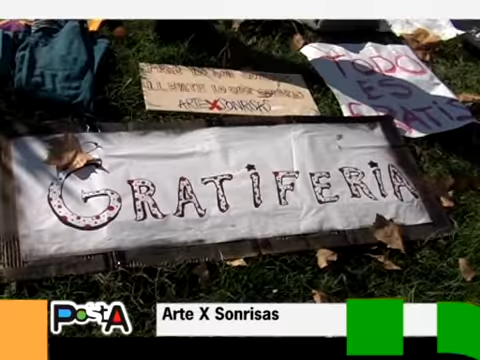 ARTE X SONRISAS
TODO
ES
GRATIS
GRATIFERIA
POSTA
Arte X Sonrisas